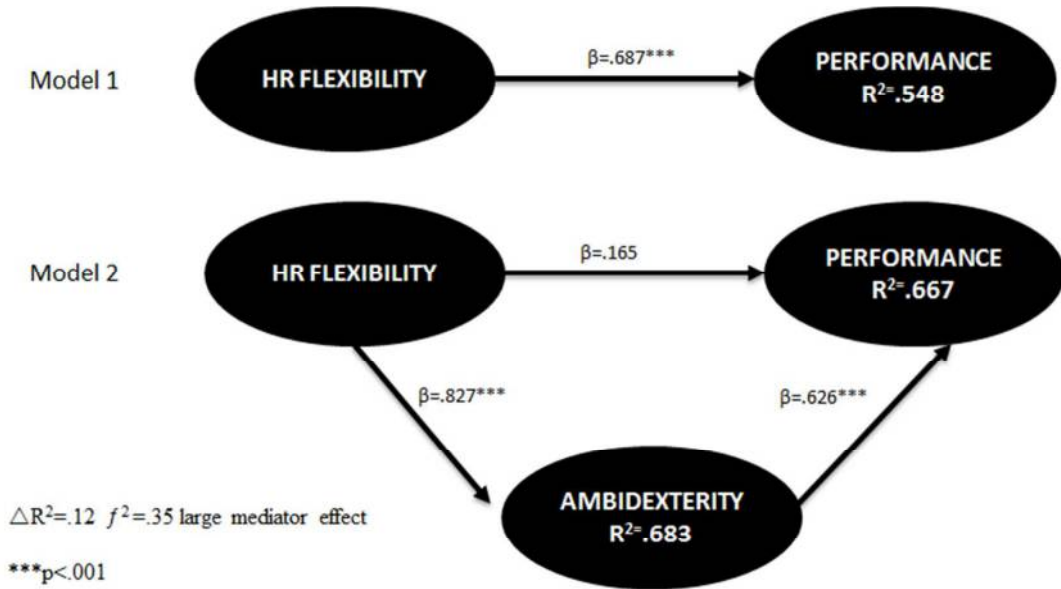 Model 1
HR FLEXIBILITY
β=.687***
PERFORMANCE
R²=.548
Model 2
HR FLEXIBILITY
β=.165
PERFORMANCE
R²=.667
β=.827***
β=.626***
AMBIDEXTERITY
R²=.683
△R²=.12 ƒ²=.35 large mediator effect
***p<.001